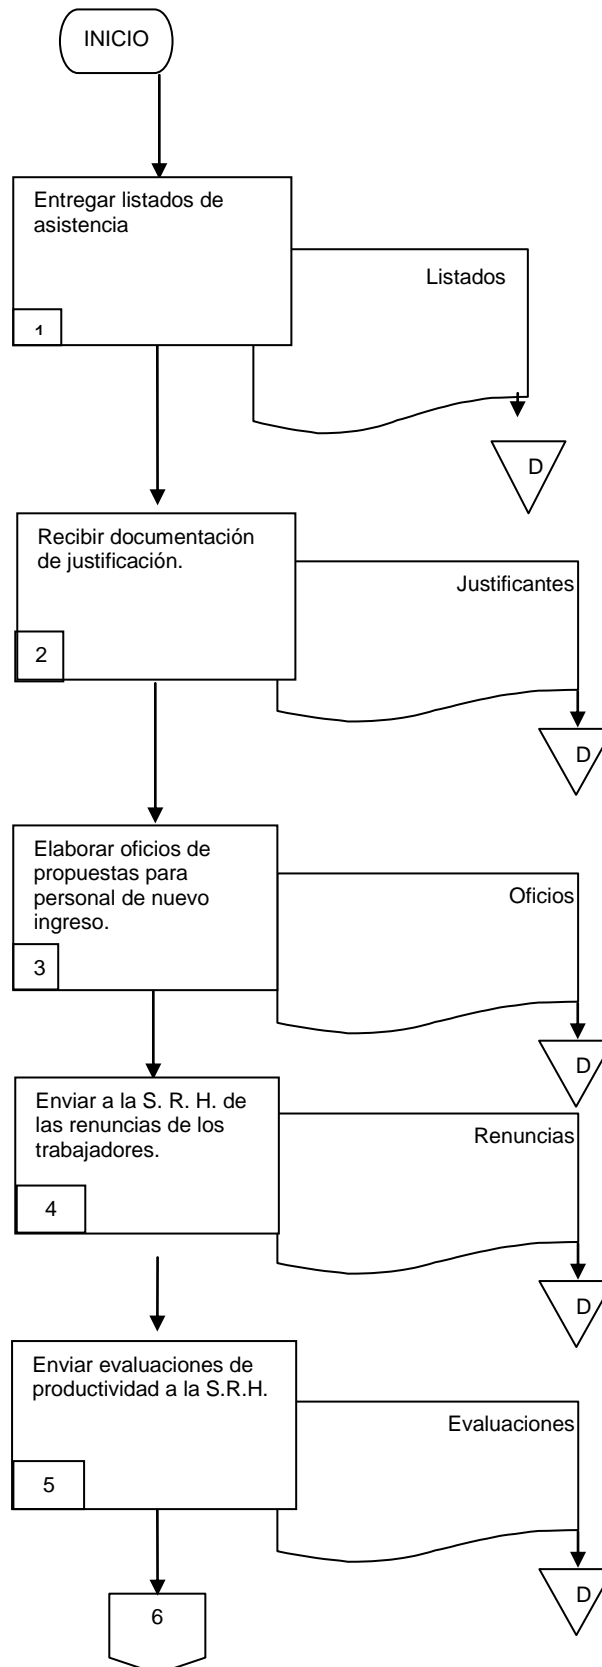 INICIO
Entregar listados de
asistencia
Listados
1
D
Recibir documentación
de justificación.
Justificantes
2
D
Elaborar oficios de
propuestas para
personal de nuevo
ingreso.
Oficios
3
D
Enviar a la S. R. H. de
las renuncias de los
trabajadores.
Renuncias
4
D
Enviar evaluaciones de
productividad a la S.R.H.
Evaluaciones
5
D
6